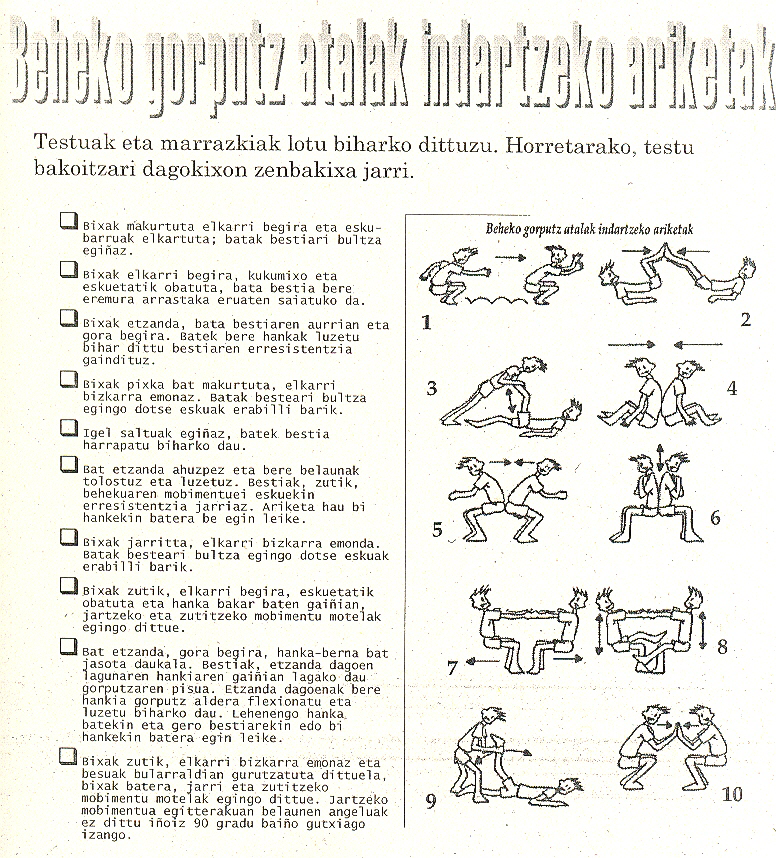 Beheko gorputz atalak indartzeko ariketak
Testuak eta marrazkiak lotu biharko dittuzu. Horretarako, testu
bakoitzari dagokixon zenbakixa jarri.
Bixak makurtuta elkarri begira eta esku-
barruak elkartuta; batak bestiari bultza
egiñaz.
Bixak elkarri begira, kukumixo eta
eskuetatik obatuta, bata bestia bere
eremura arrastaka eruaten saiatuko da.
Bixak etzanda, bata bestiaren aurrian eta
gora begira. Batek bere hankak luzetu
bihar dittu bestiaren erresistentzia
gaindituz.
Bixak pixka bat makurtuta, elkarri
bizkarra emonaz. Batak besteari bultza
egingo dotse eskuak erabilli barik.
Igel saltuak egiñaz, batek bestia
harrapatu biharko dau.
Bat etzanda ahuzpez eta bere belaunak
tolostuz eta luzetuz. Bestiak, zutik,
behekuaren mobimentuei eskuekin
erresistentzia jarriaz. Ariketa hau bi
hankekin batera be egin leike.
Bixak jarritta, elkarri bizkarra emonda.
Batak besteari bultza egingo dotse eskuak
erabilli barik.
Bixak zutik, elkarri begira, eskuetatik
obatuta eta hanka bakar baten gaiñian,
jartzeko eta zutitzeko mobimentu motelak
egingo dittue.
Bat etzanda, gora begira, hanka-berna bat
jasota daukala. Bestiak, etzanda dagoen
lagunaren hankiaren gaiñian lagako dau
gorputzaren pisua. Etzanda dagoenak bere
hankia gorputz aldera flexionatu eta
luzetu biharko dau. Lehenengo hanka
batekin eta gero bestiarekin edo bi
hankekin batera egin leike.
Bixak zutik, elkarri bizkarra emonaz eta
besuak bularraldian gurutzatuta dittuela,
bixak batera, jarri eta zutitzeko
mobimentu motelak egingo dittue. Jartzeko
mobimentua egitterakuan belaunen angeluak
ez dittu iñoiz 90 gradu baiño gutxiago
izango.
Beheko gorputz atalak indartzeko ariketak
1
2
3
4
5
6
7
8
9
10